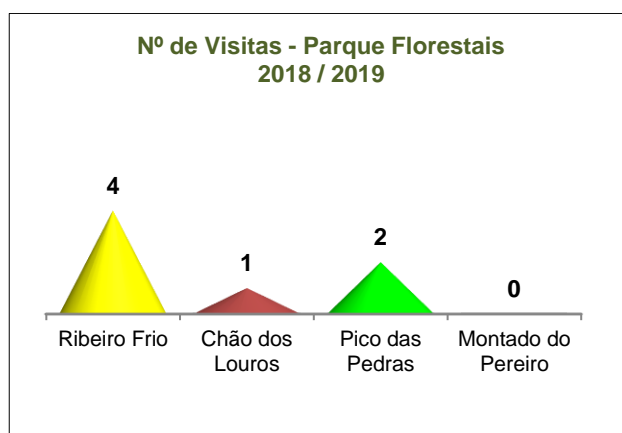 Nº de Visitas - Parque Florestais
2018 / 2019
4
1
2
0
Ribeiro Frio
Chão dos
Louros
Pico das
Pedras
Montado do
Pereiro